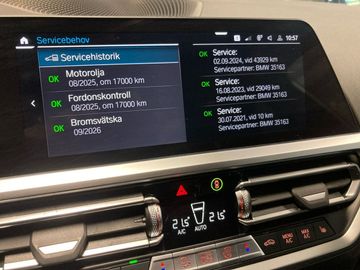 Servicebehov
10:57
Servicehistorik
OK Motorolja
08/2025, om 17000 km
OK Fordonskontroll
08/2025, om 17000 km
OK Bromsvätska
09/2026
OK Service:
02.09.2024, vid 43929 km
Servicepartner: BMW 35163
OK Service:
16.08.2023, vid 29049 km
Servicepartner: BMW 35163
OK Service:
30.07.2021, vid 10 km
Servicepartner: BMW 35163
21.5 21.5
A/C AUTO
MENU MAX
A/C A/C